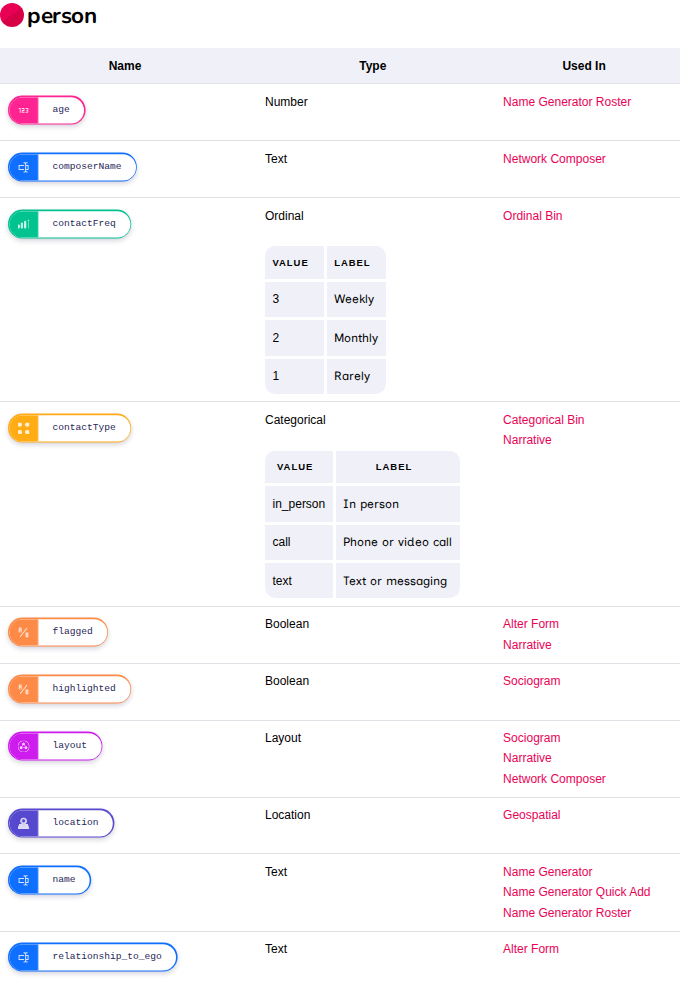 person
Name Type Used In
123 age Number Name Generator Roster
composerName Text Network Composer
contactFreq Ordinal Ordinal Bin
VALUE LABEL
3 Weekly
2 Monthly
1 Rarely
contactType Categorical Categorical Bin
Narrative
VALUE LABEL
in_person In person
call Phone or video call
text Text or messaging
flagged Boolean Alter Form
Narrative
highlighted Boolean Sociogram
layout Layout Sociogram
Narrative
Network Composer
location Location Geospatial
name Text Name Generator
Name Generator Quick Add
Name Generator Roster
relationship_to_ego Text Alter Form